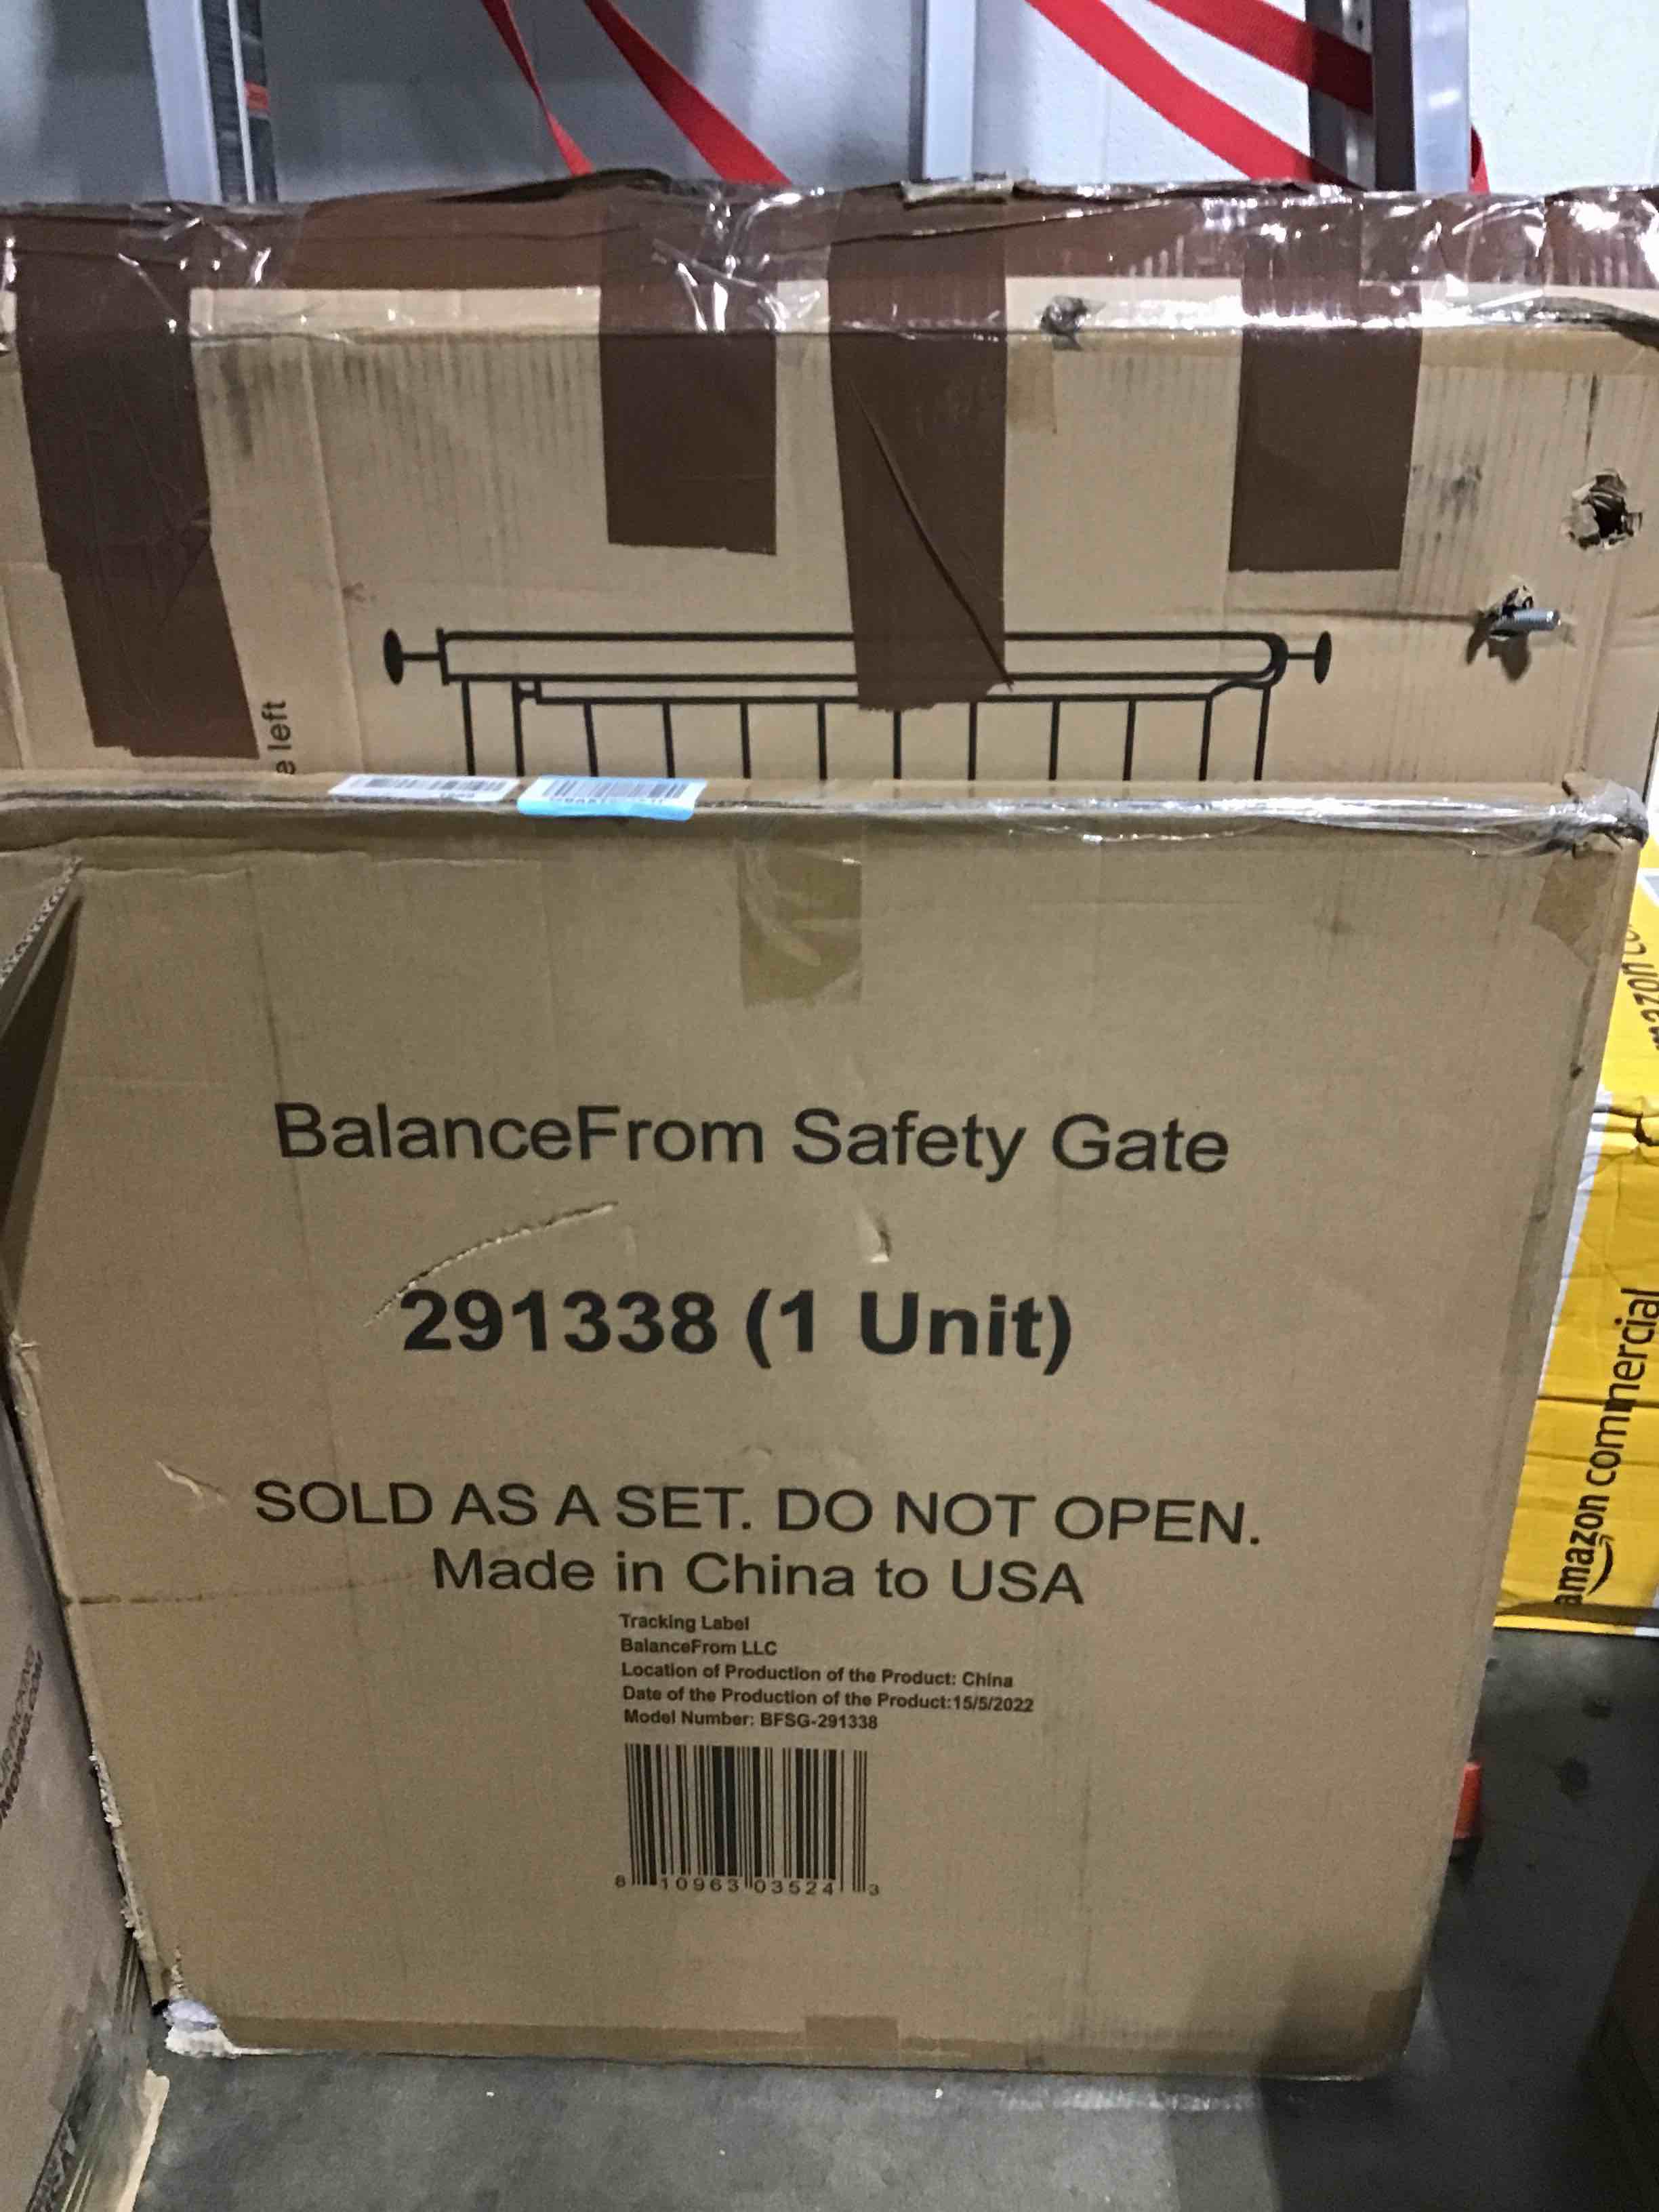 e left
BalanceFrom Safety Gate
291338 (1 Unit)
SOLD AS A SET. DO NOT OPEN.
Made in China to USA
Tracking Label
BalanceFrom LLC
Location of Production of the Product: China
Date of the Production of the Product:15/5/2022
Model Number: BFSG-291338
8 10963 03524 3
amazon commercial